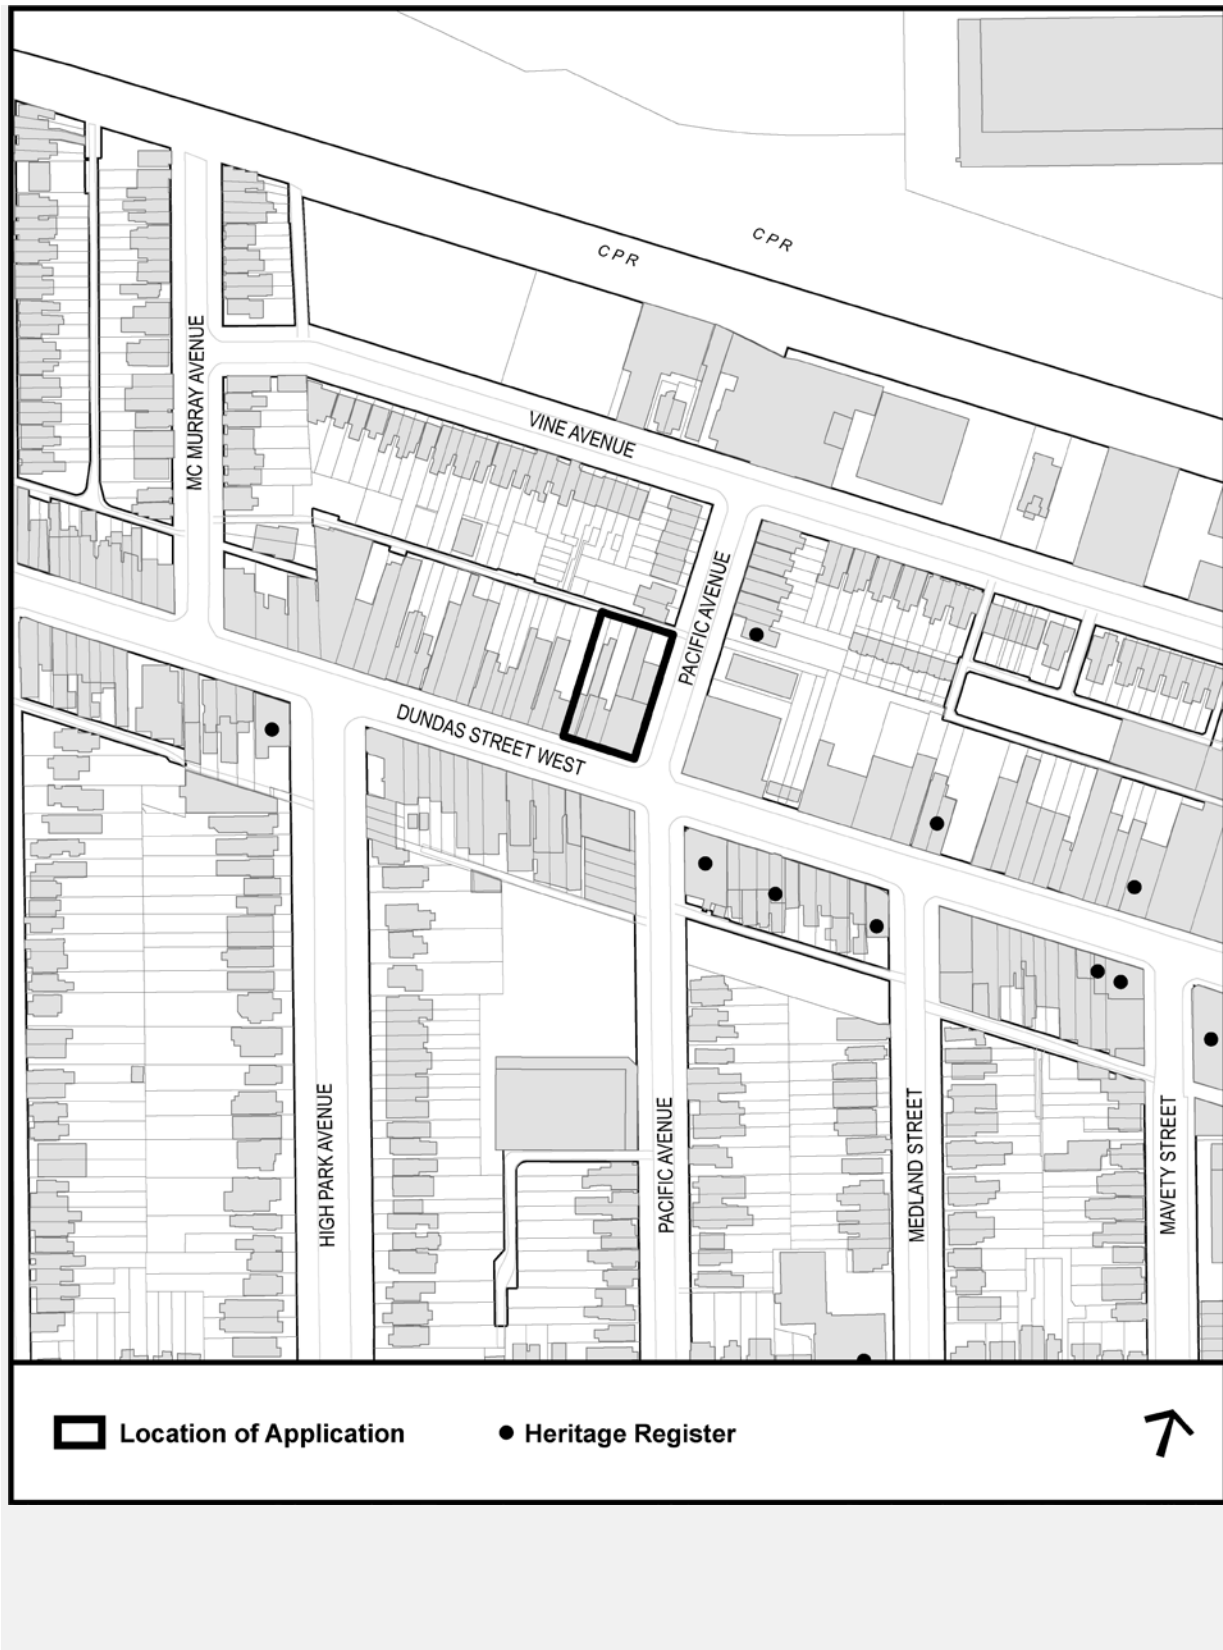 CPR
CPR
MC MURRAY AVENUE
VINE AVENUE
PACIFIC AVENUE
DUNDAS STREET WEST
HIGH PARK AVENUE
PACIFIC AVENUE
MEDLAND STREET
MAVETY STREET
Location of Application
Heritage Register